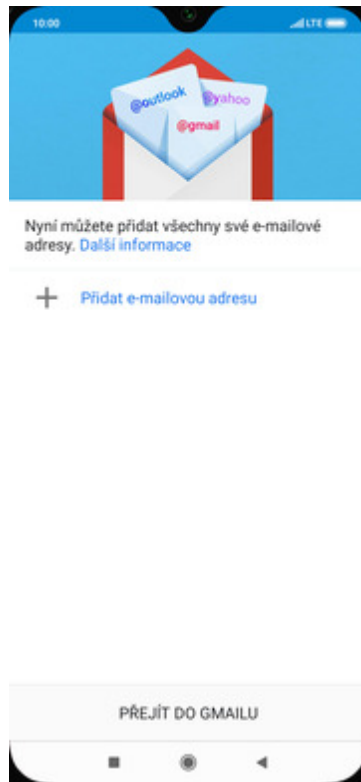 10:00
LTE
@outlook
@yahoo
@gmail
Nyní můžete přidat všechny své e-mailové
adresy. Další informace
Přidat e-mailovou adresu
PŘEJÍT DO GMAILU